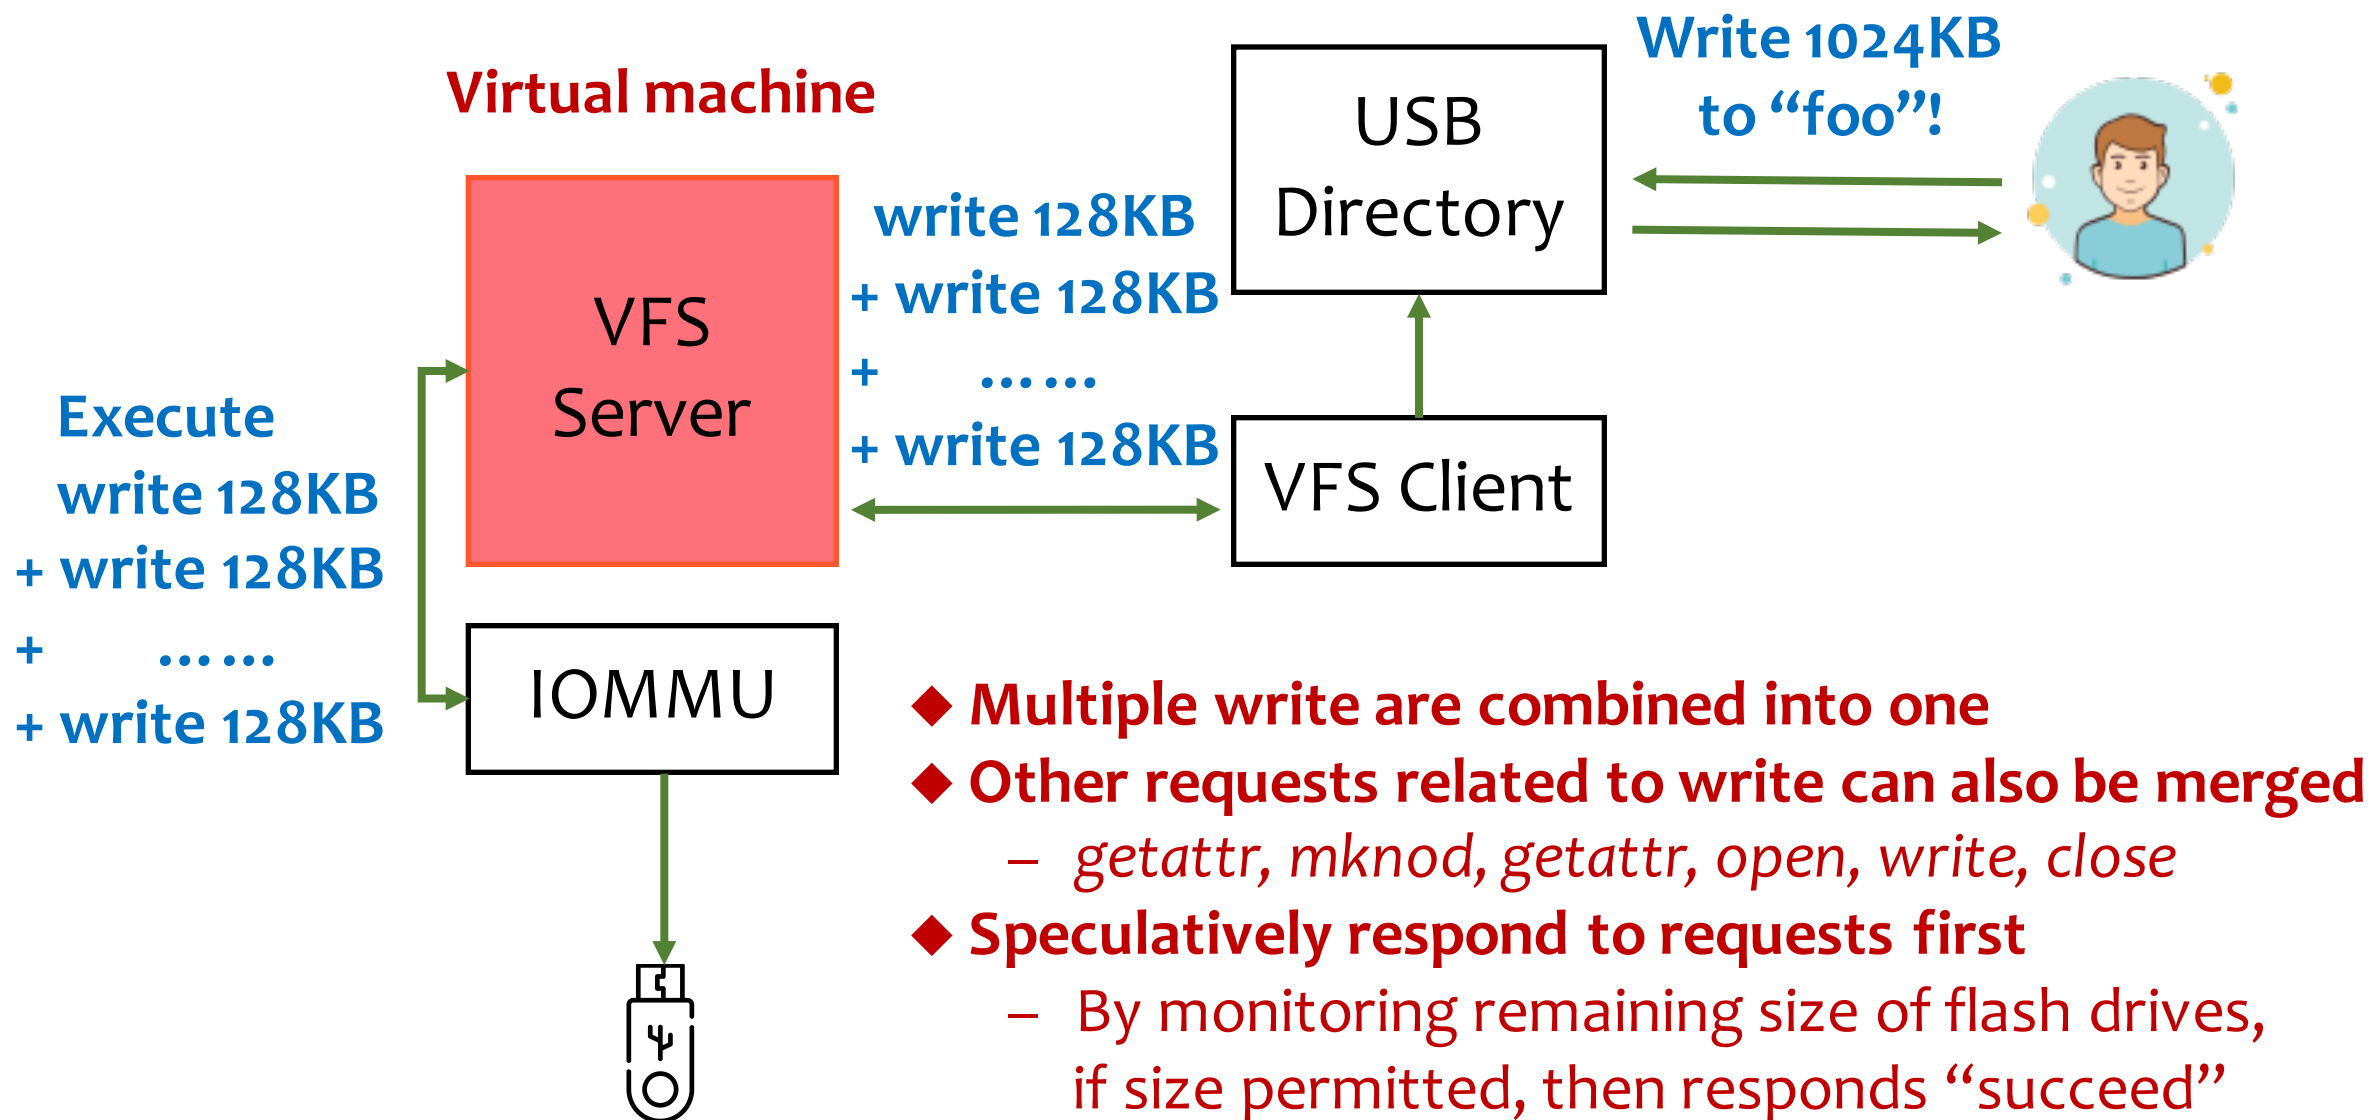 Virtual machine
VFS
Server
Execute
write 128KB
+ write 128KB
+ ……
+ write 128KB
IOMMU
write 128KB
+ write 128KB
+ ……
+ write 128KB
USB
Directory
VFS Client
Write 1024KB
to “foo”!
◆ Multiple write are combined into one
◆ Other requests related to write can also be merged
– getattr, mknod, getattr, open, write, close
◆ Speculatively respond to requests first
– By monitoring remaining size of flash drives,
if size permitted, then responds “succeed”